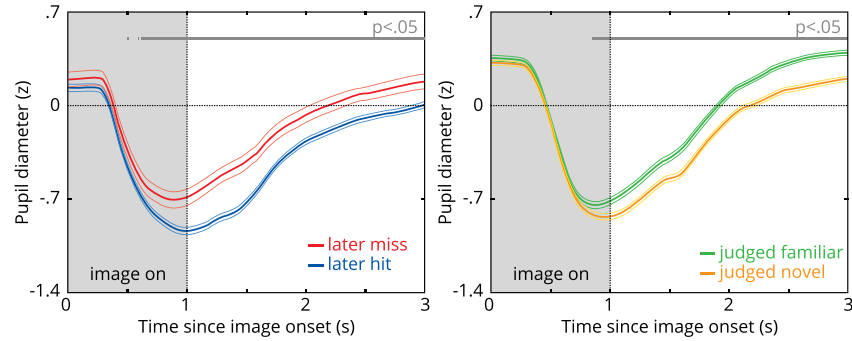 .7
0
-.7
-1.4
Pupil diameter (z)
p<.05
later miss
later hit
image on
0
1
2
3
Time since image onset (s)
.7
0
-.7
-1.4
Pupil diameter (z)
p<.05
judged familiar
judged novel
image on
0
1
2
3
Time since image onset (s)